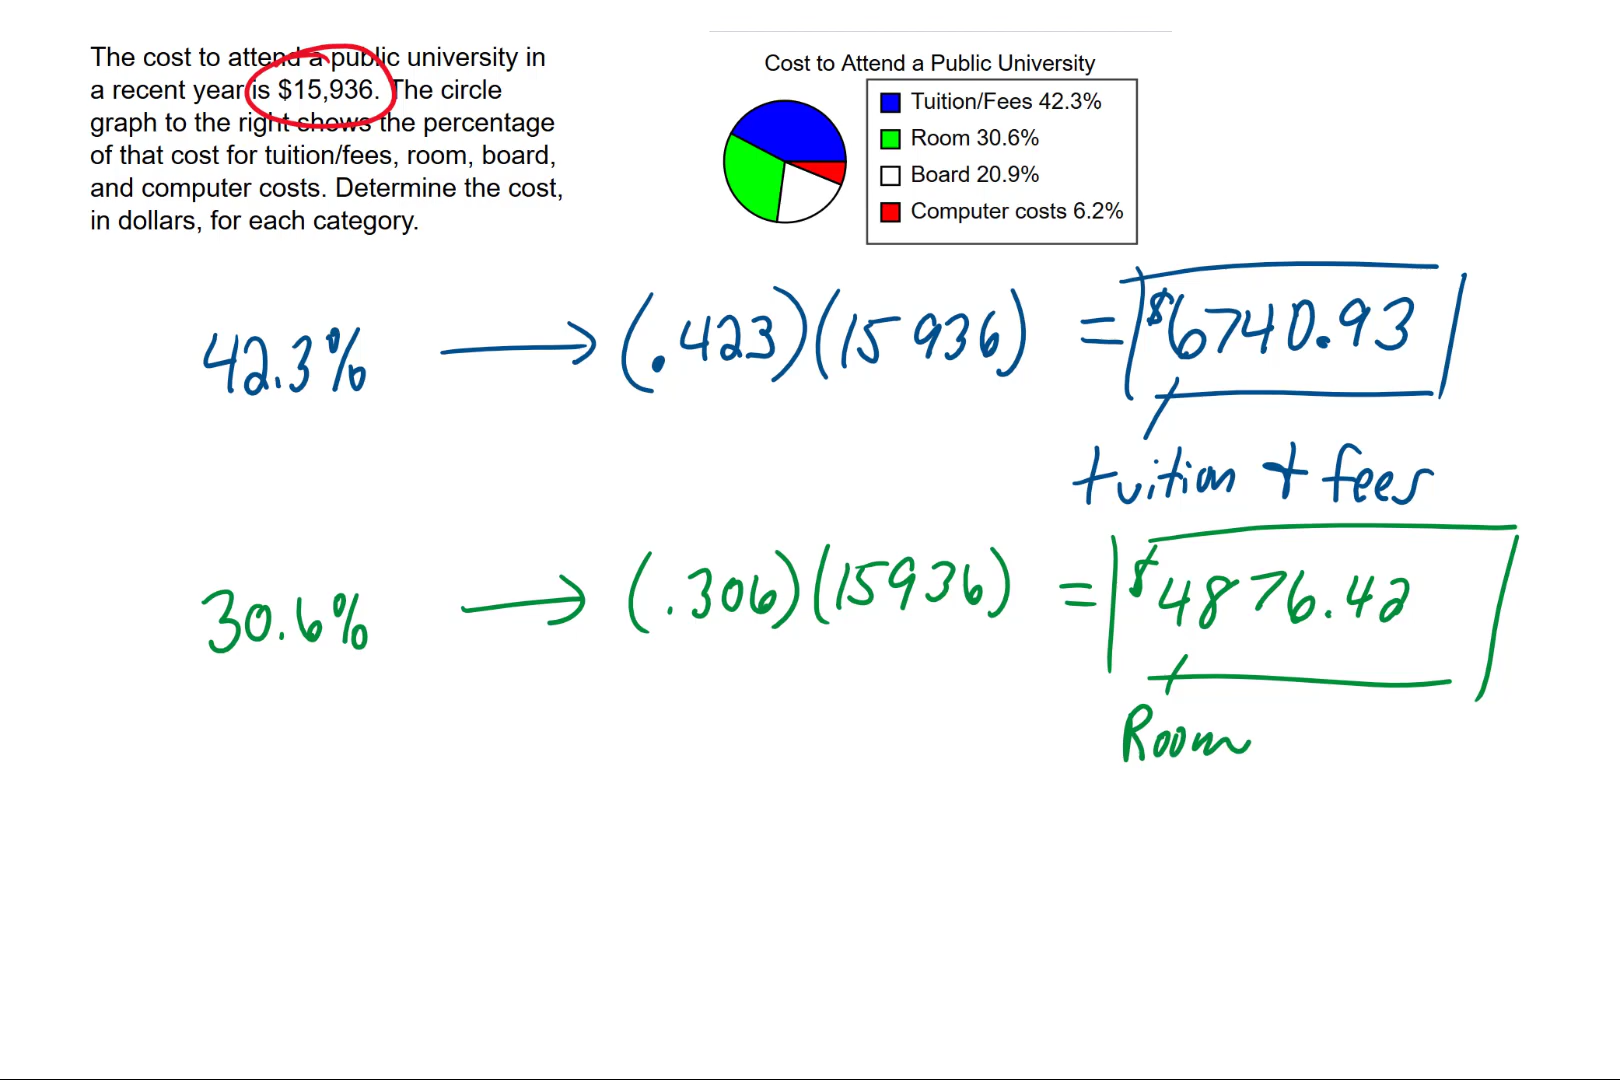 The cost to attend a public university in
a recent year is $15,936. The circle
graph to the right shows the percentage
of that cost for tuition/fees, room, board,
and computer costs. Determine the cost,
in dollars, for each category.
Cost to Attend a Public University
Tuition/Fees 42.3%
Room 30.6%
Board 20.9%
Computer costs 6.2%
42.3% → (.423)(15936) = $6740.93
tuition + fees
30.6% → (.306)(15936) = $4876.42
Room